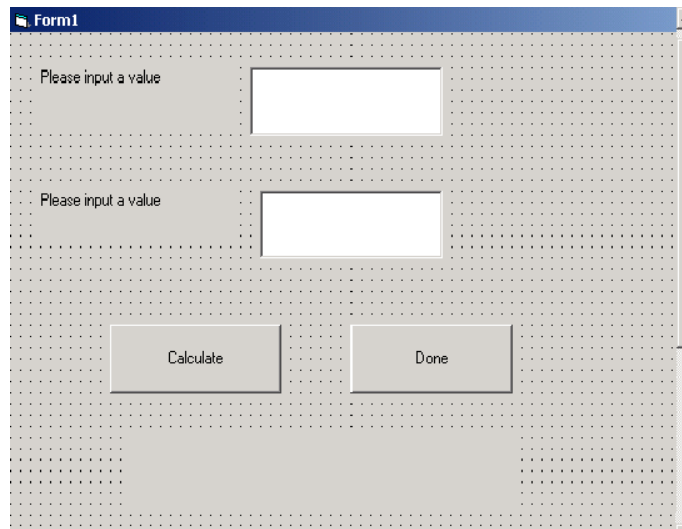 Form1
Please input a value
Please input a value
Calculate
Done